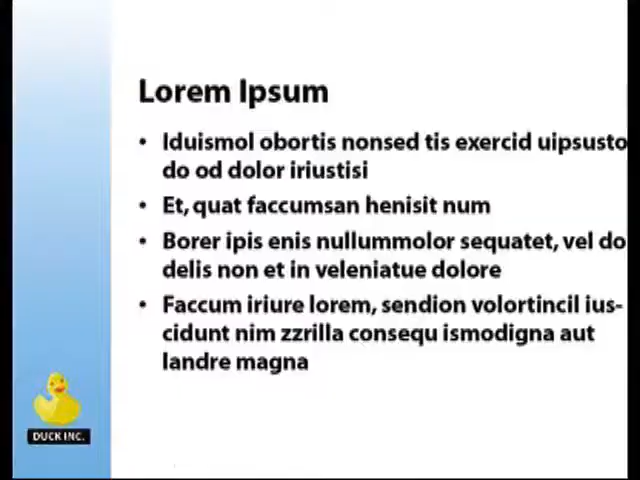 Lorem Ipsum
• Iduismol obortis nonsed tis exercid uipsusto
do od dolor iriustisi
• Et, quat faccumsan henisit num
• Borer ipis enis nullummolor sequatet, vel do
delis non et in veleniatue dolore
• Faccum iriure lorem, sendion volortincil ius-
cidunt nim zzrilla consequ ismodigna aut
landre magna
DUCK INC.